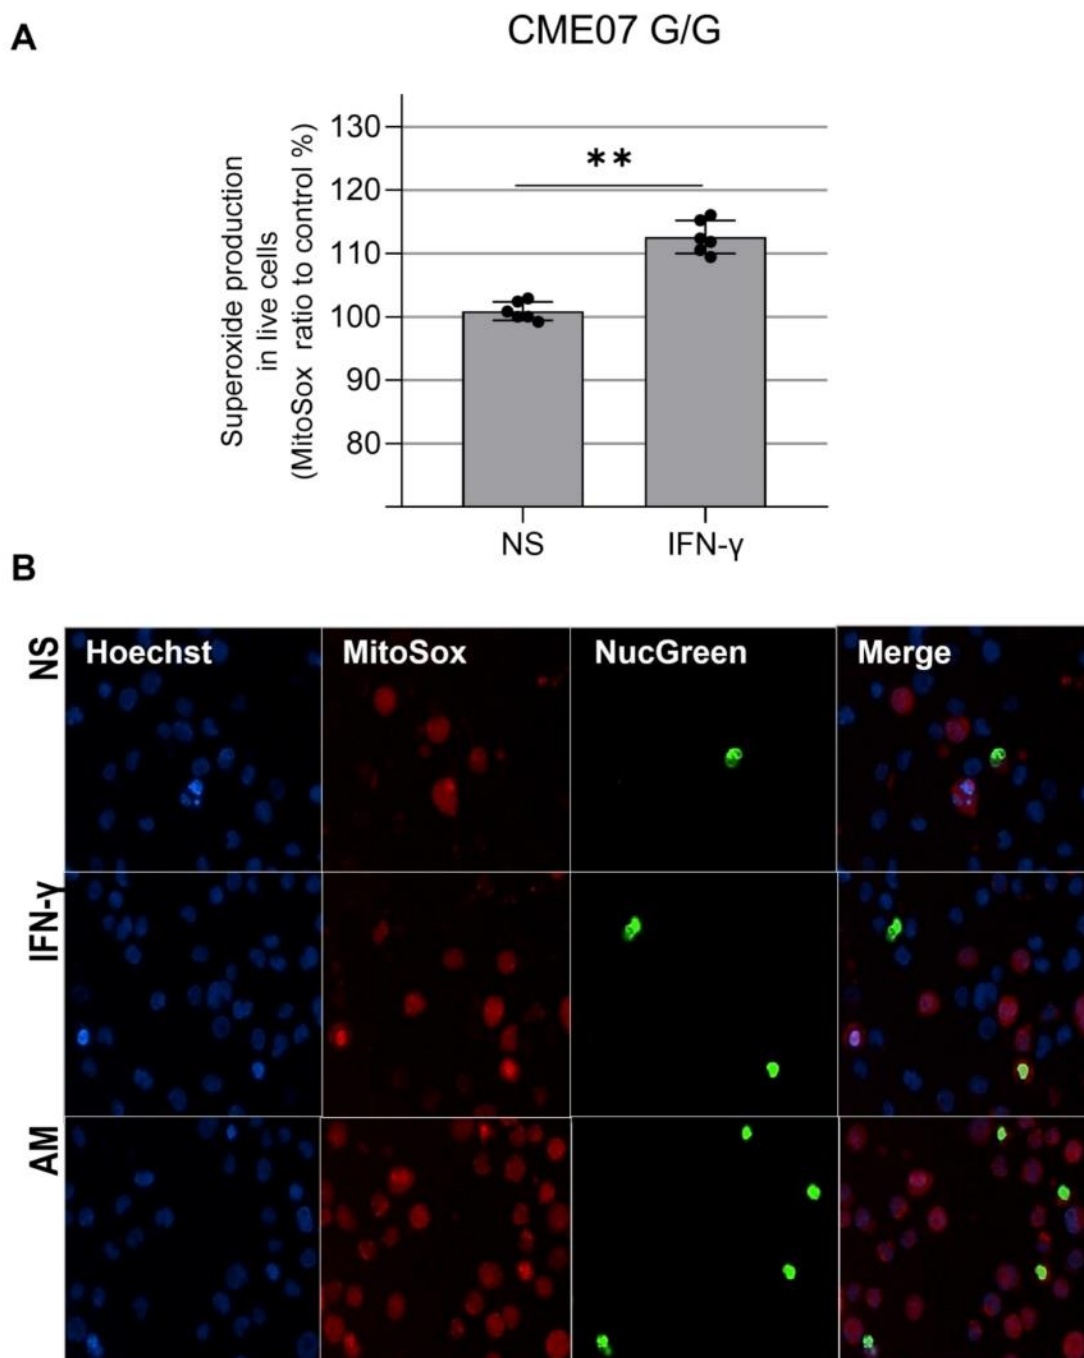 A
CME07 G/G
Superoxide production
in live cells
(MitoSox ratio to control %)
130
120
110
100
90
80
**
NS
IFN-γ
B
NS
Hoechst
MitoSox
NucGreen
Merge
IFN-γ
AM